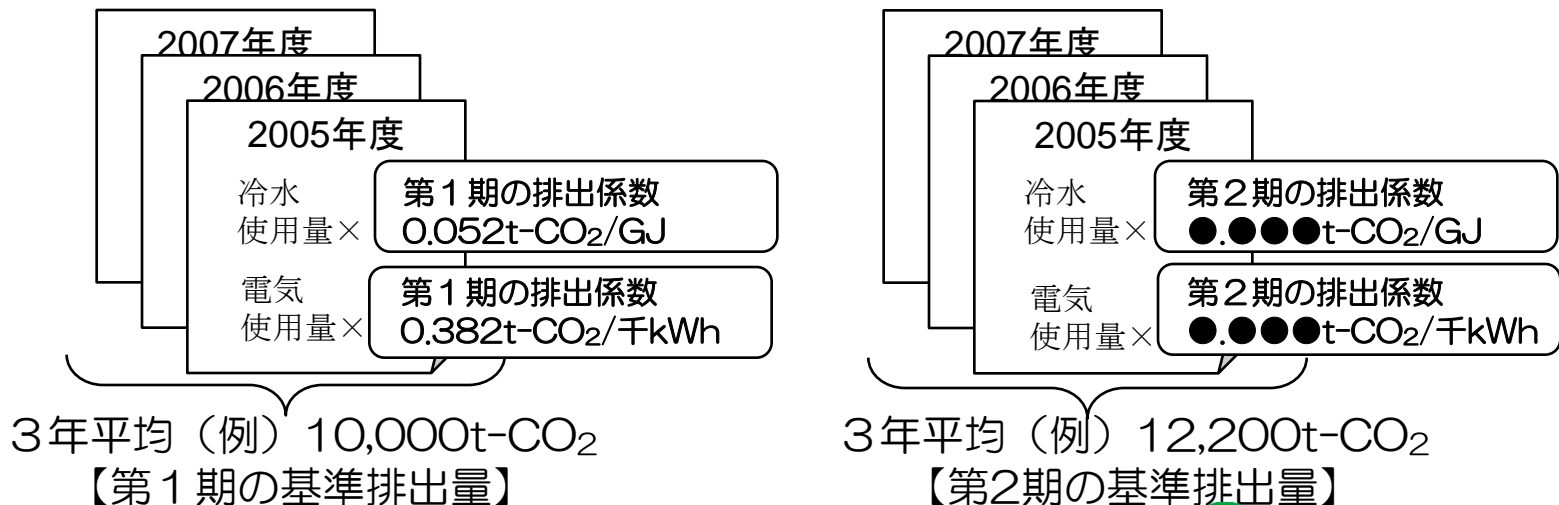 2007年度
2006年度
2005年度
冷水
使用量×
第1期の排出係数
0.052t-CO₂/GJ
電気
使用量×
第1期の排出係数
0.382t-CO₂/千kWh
3年平均（例）10,000t-CO₂
【第1期の基準排出量】
2007年度
2006年度
2005年度
冷水
使用量×
第2期の排出係数
●.●●●t-CO₂/GJ
電気
使用量×
第2期の排出係数
●.●●●t-CO₂/千kWh
3年平均（例）12,200t-CO₂
【第2期の基準排出量】